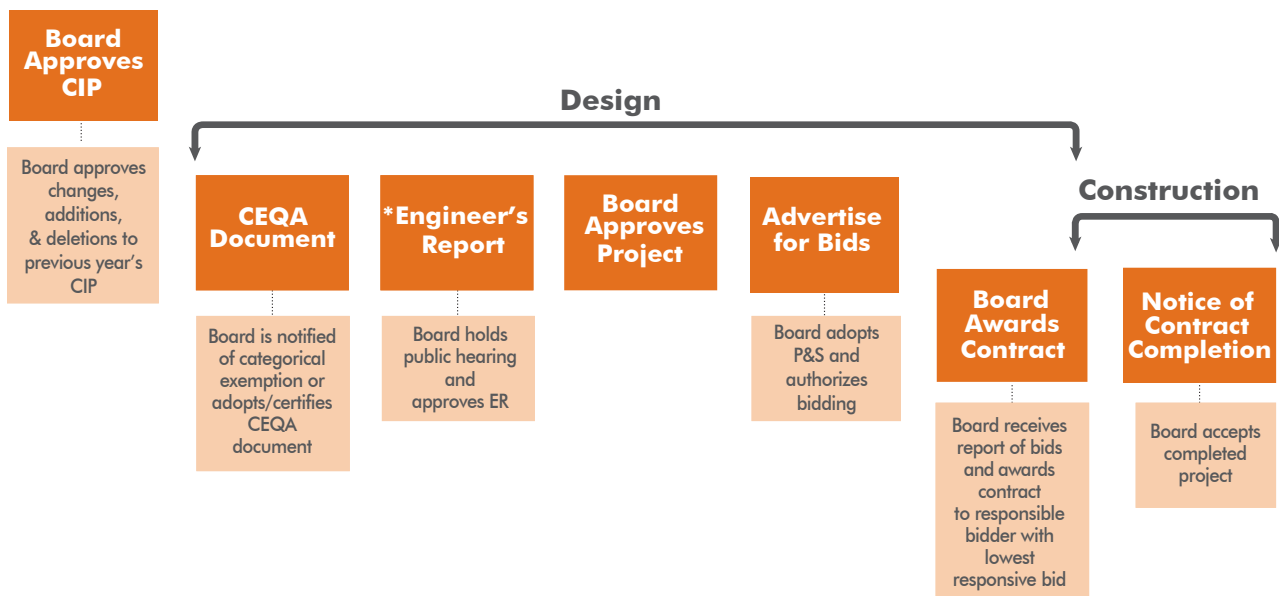 Board
Approves
CIP
Board approves
changes,
additions,
& deletions to
previous year's
CIP
Design
CEQA
Document
Board is notified
of categorical
exemption or
adopts/certifies
CEQA
document
*Engineer's
Report
Board holds
public hearing
and
approves ER
Board
Approves
Project
Advertise
for Bids
Board adopts
P&S and
authorizes
bidding
Construction
Board
Awards
Contract
Board receives
report of bids
and awards
contract
to responsible
bidder with
lowest
responsive bid
Notice of
Contract
Completion
Board accepts
completed
project